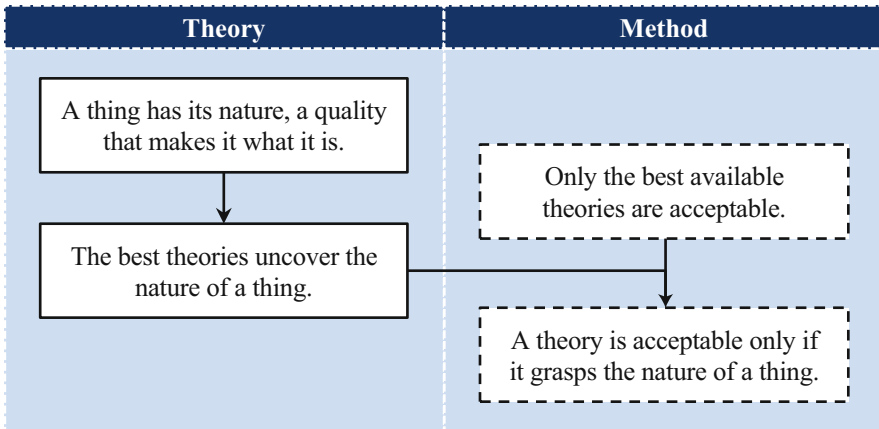 Theory
Method
A thing has its nature, a quality
that makes it what it is.
Only the best available
theories are acceptable.
The best theories uncover the
nature of a thing.
A theory is acceptable only if
it grasps the nature of a thing.